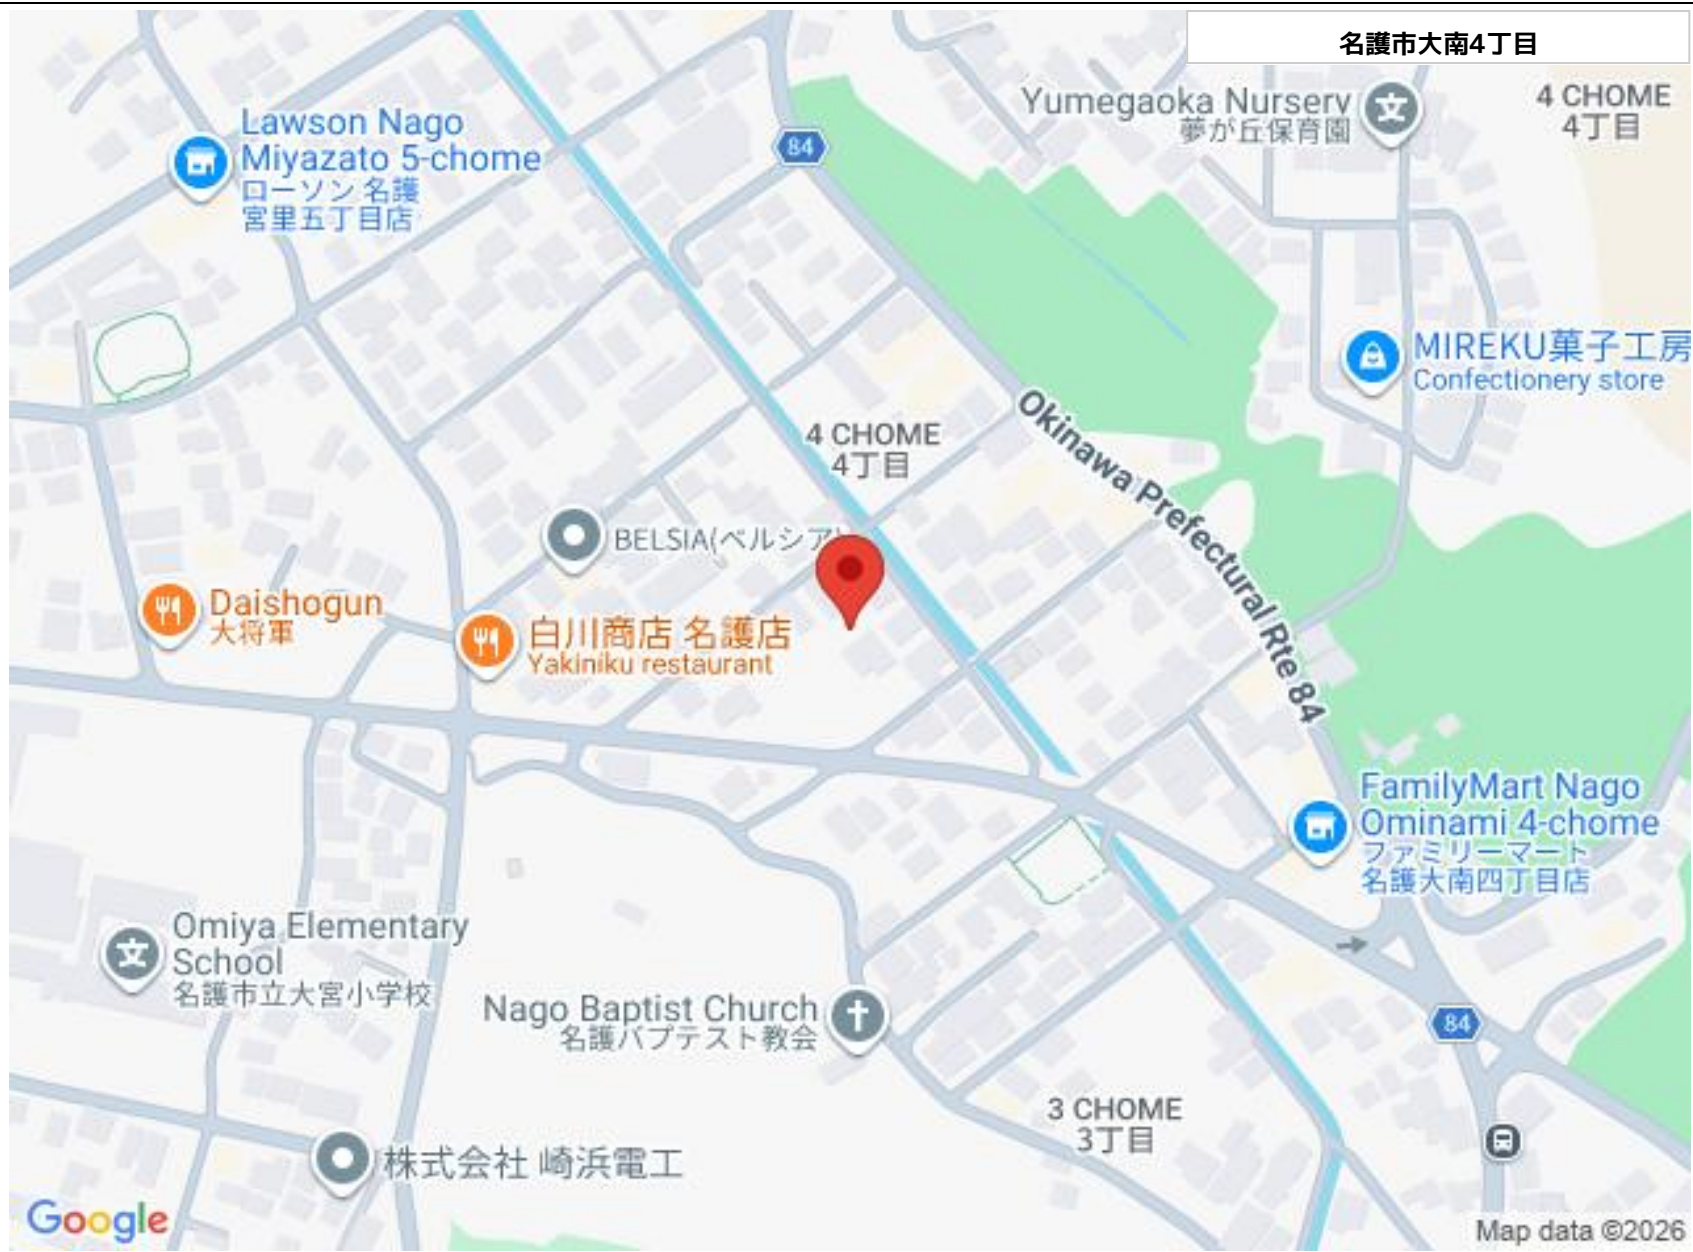 名護市大南4丁目
Yumegaoka Nurserv
夢が丘保育園
4 CHOME
4丁目
Lawson Nago
Miyazato 5-chome
ローソン 名護
宮里五丁目店
84
MIREKU菓子工房
Confectionery store
Okinawa Prefectural Rte 84
4 CHOME
4丁目
BELSIA(ベルシア)
Daishogun
大将軍
白川商店 名護店
Yakiniku restaurant
FamilyMart Nago
Ominami 4-chome
ファミリーマート
名護大南四丁目店
Omiya Elementary
School
名護市立大宮小学校
Nago Baptist Church
名護バプテスト教会
84
3 CHOME
3丁目
株式会社 崎浜電工
Google
Map data ©2026